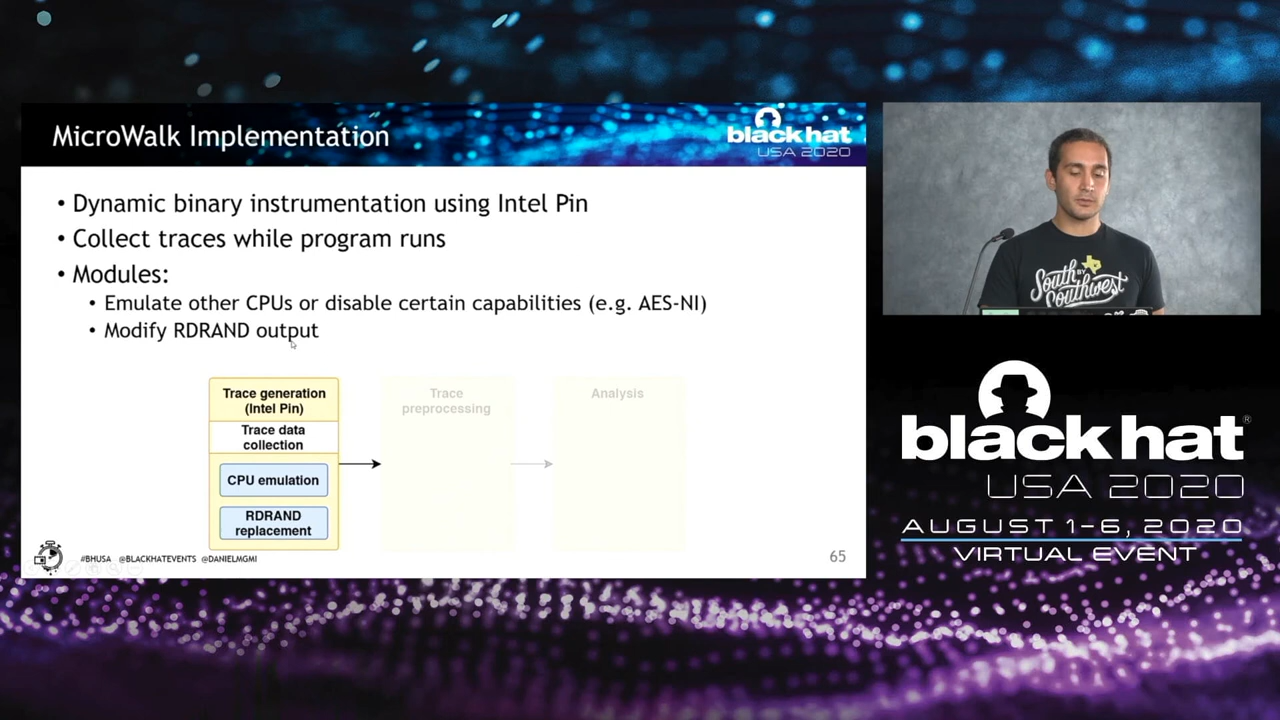 MicroWalk Implementation
black hat
USA 2020
• Dynamic binary instrumentation using Intel Pin
• Collect traces while program runs
• Modules:
• Emulate other CPUs or disable certain capabilities (e.g. AES-NI)
• Modify RDRAND output
Trace generation
(Intel Pin)
Trace data
collection
CPU emulation
RDRAND
replacement
Trace
preprocessing
Analysis
#BHUSA @BLACKHATEVENTS @DANIELMGMI
65
South
BY
Southwest
black hat®
USA 2020
AUGUST 1-6, 2020
VIRTUAL EVENT